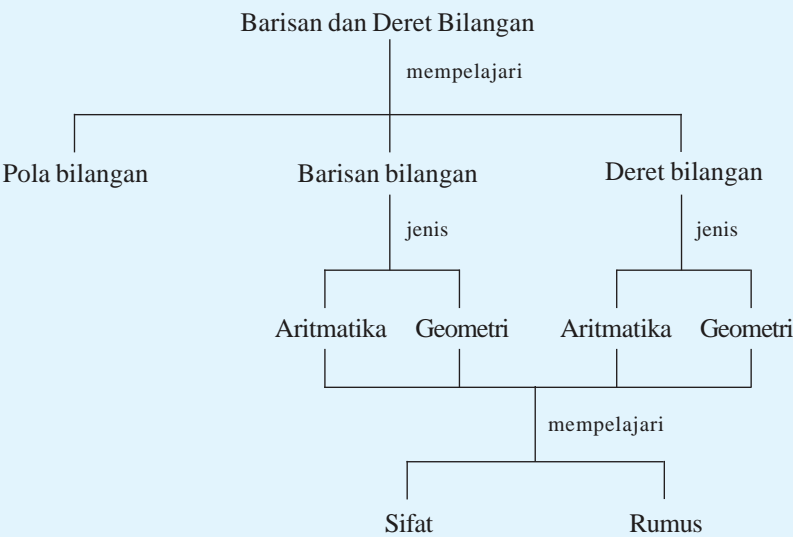 Barisan dan Deret Bilangan
mempelajari
Pola bilangan Barisan bilangan Deret bilangan
jenis jenis
Aritmatika Geometri Aritmatika Geometri
mempelajari
Sifat Rumus